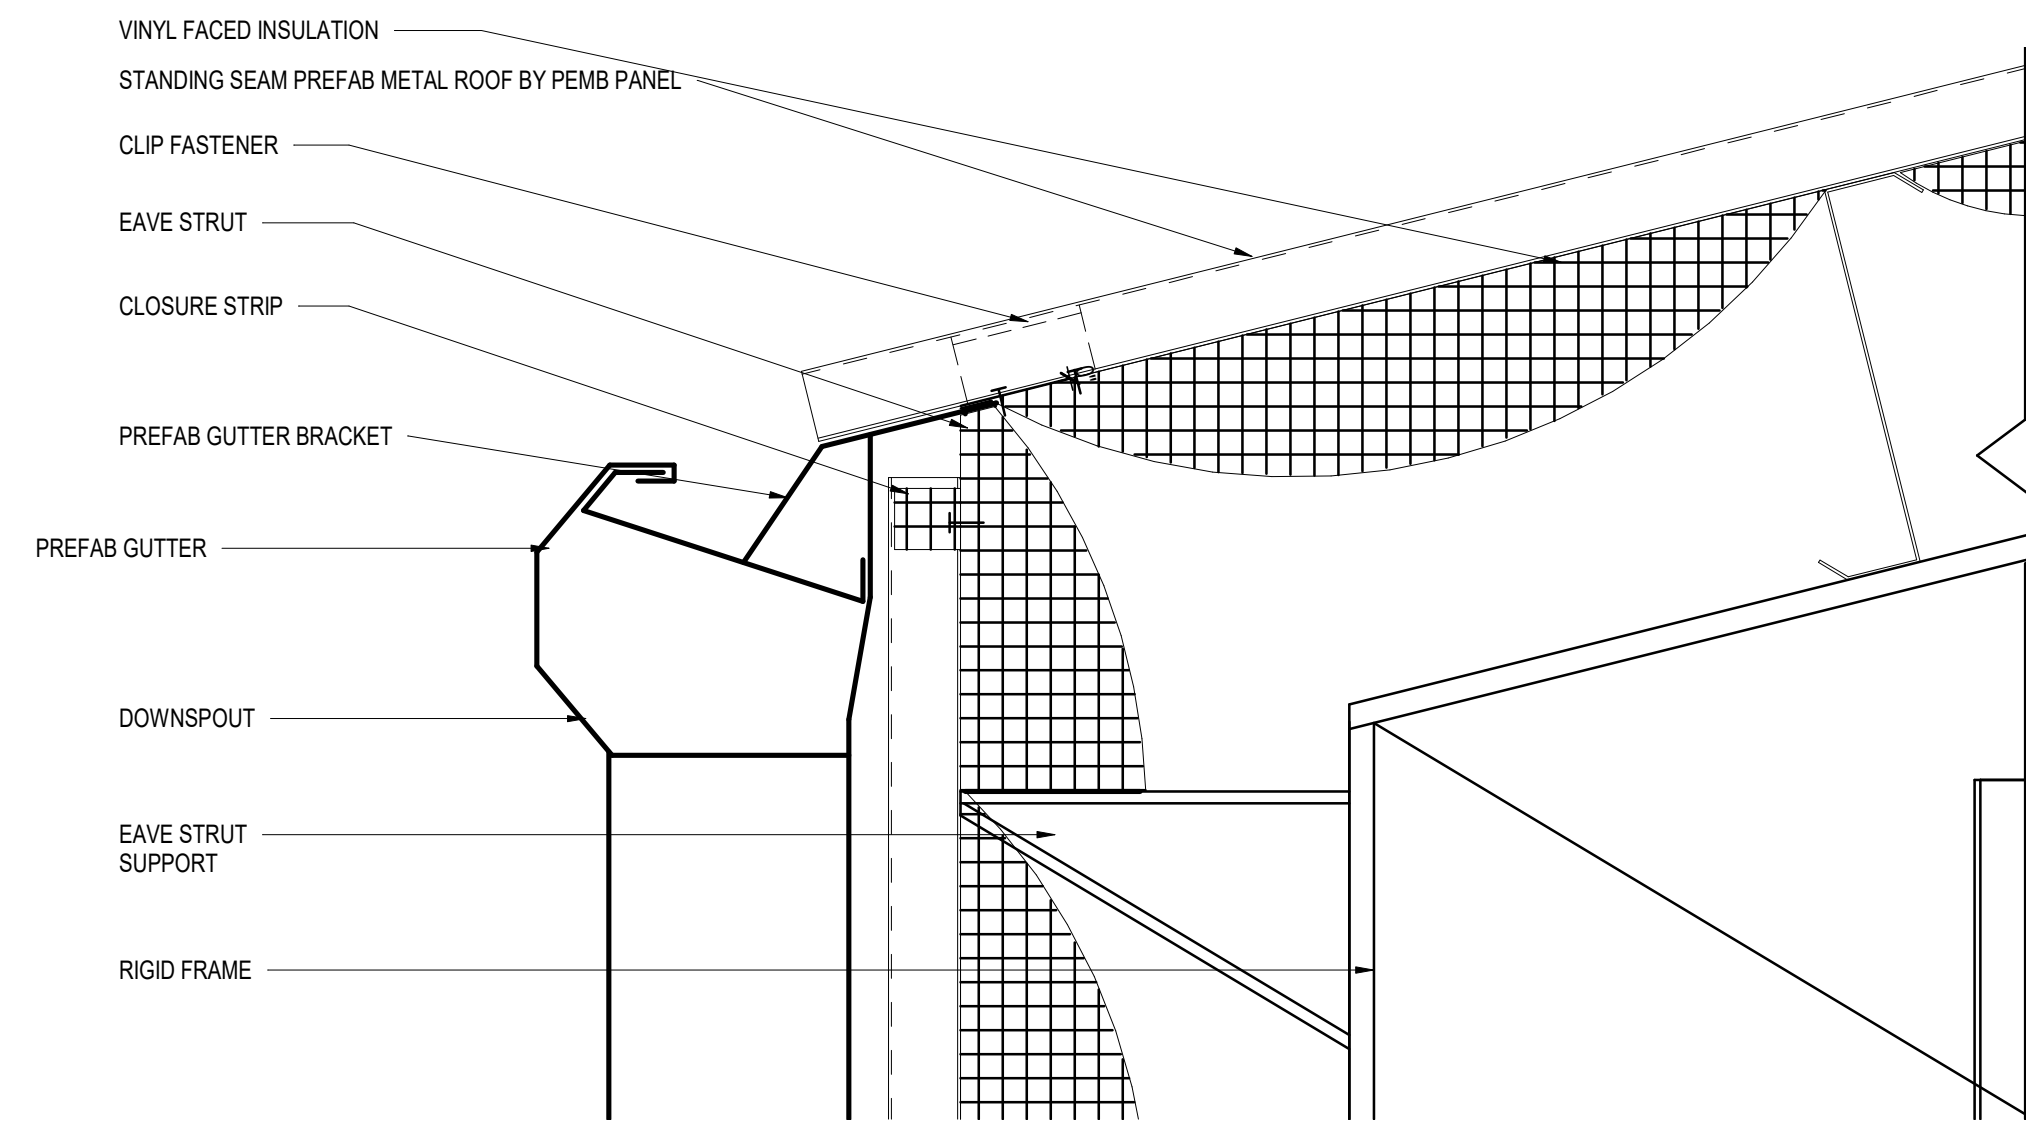 VINYL FACED INSULATION
STANDING SEAM PREFAB METAL ROOF BY PEMB PANEL
CLIP FASTENER
EAVE STRUT
CLOSURE STRIP
PREFAB GUTTER BRACKET
PREFAB GUTTER
DOWNSPOUT
EAVE STRUT
SUPPORT
RIGID FRAME